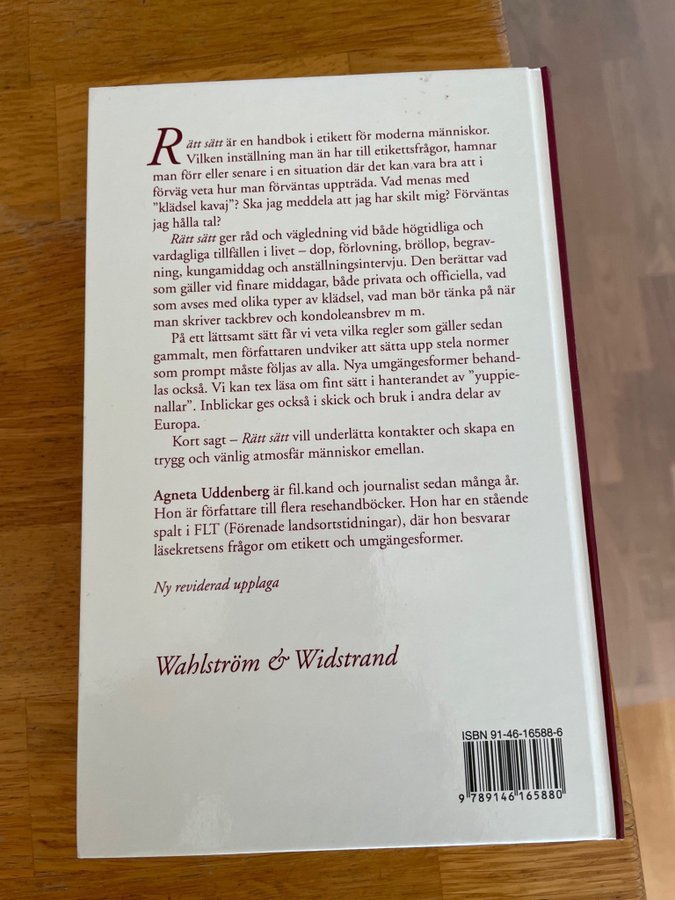 Rätt sätt är en handbok i etikett för moderna människor.
Vilken inställning man än har till etikettsfrågor, hamnar
man förr eller senare i en situation där det kan vara bra att i
förväg veta hur man förväntas uppträda. Vad menas med
”klädsel kavaj”? Ska jag meddela att jag har skilt mig? Förväntas
jag hålla tal?
Rätt sätt ger råd och vägledning vid både högtidliga och
vardagliga tillfällen i livet – dop, förlovning, bröllop, begrav-
ning, kungamiddag och anställningsintervju. Den berättar vad
som gäller vid finare middagar, både privata och officiella, vad
som avses med olika typer av klädsel, vad man bör tänka på när
man skriver tackbrev och kondoleansbrev m m.
På ett lättsamt sätt får vi veta vilka regler som gäller sedan
gammalt, men författaren undviker att sätta upp stela normer
som prompt måste följas av alla. Nya umgängesformer behand-
las också. Vi kan tex läsa om fint sätt i hanterandet av ”yuppie-
nallar”. Inblickar ges också i skick och bruk i andra delar av
Europa.
Kort sagt – Rätt sätt vill underlätta kontakter och skapa en
trygg och vänlig atmosfär människor emellan.
Agneta Uddenberg är fil.kand och journalist sedan många år.
Hon är författare till flera resehandböcker. Hon har en stående
spalt i FLT (Förenade landsortstidningar), där hon besvarar
läsekretsens frågor om etikett och umgängesformer.
Ny reviderad upplaga
Wahlström & Widstrand
ISBN 91-46-16588-6
9 789146 165880